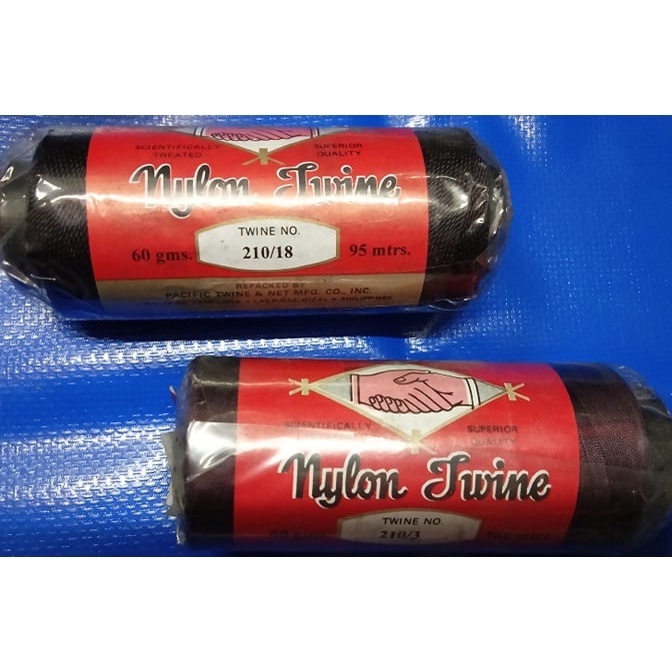 SCIENTIFICALLY TREATED
SUPERIOR QUALITY
Nylon Twine
TWINE NO.
60 gms. 210/18 95 mtrs.
REPACKED BY
PACIFIC TWINE & NET MFG. CO., INC.
PHILIPPINES
SCIENTIFICALLY
SUPERIOR QUALITY
Nylon Twine
TWINE NO.
210/3